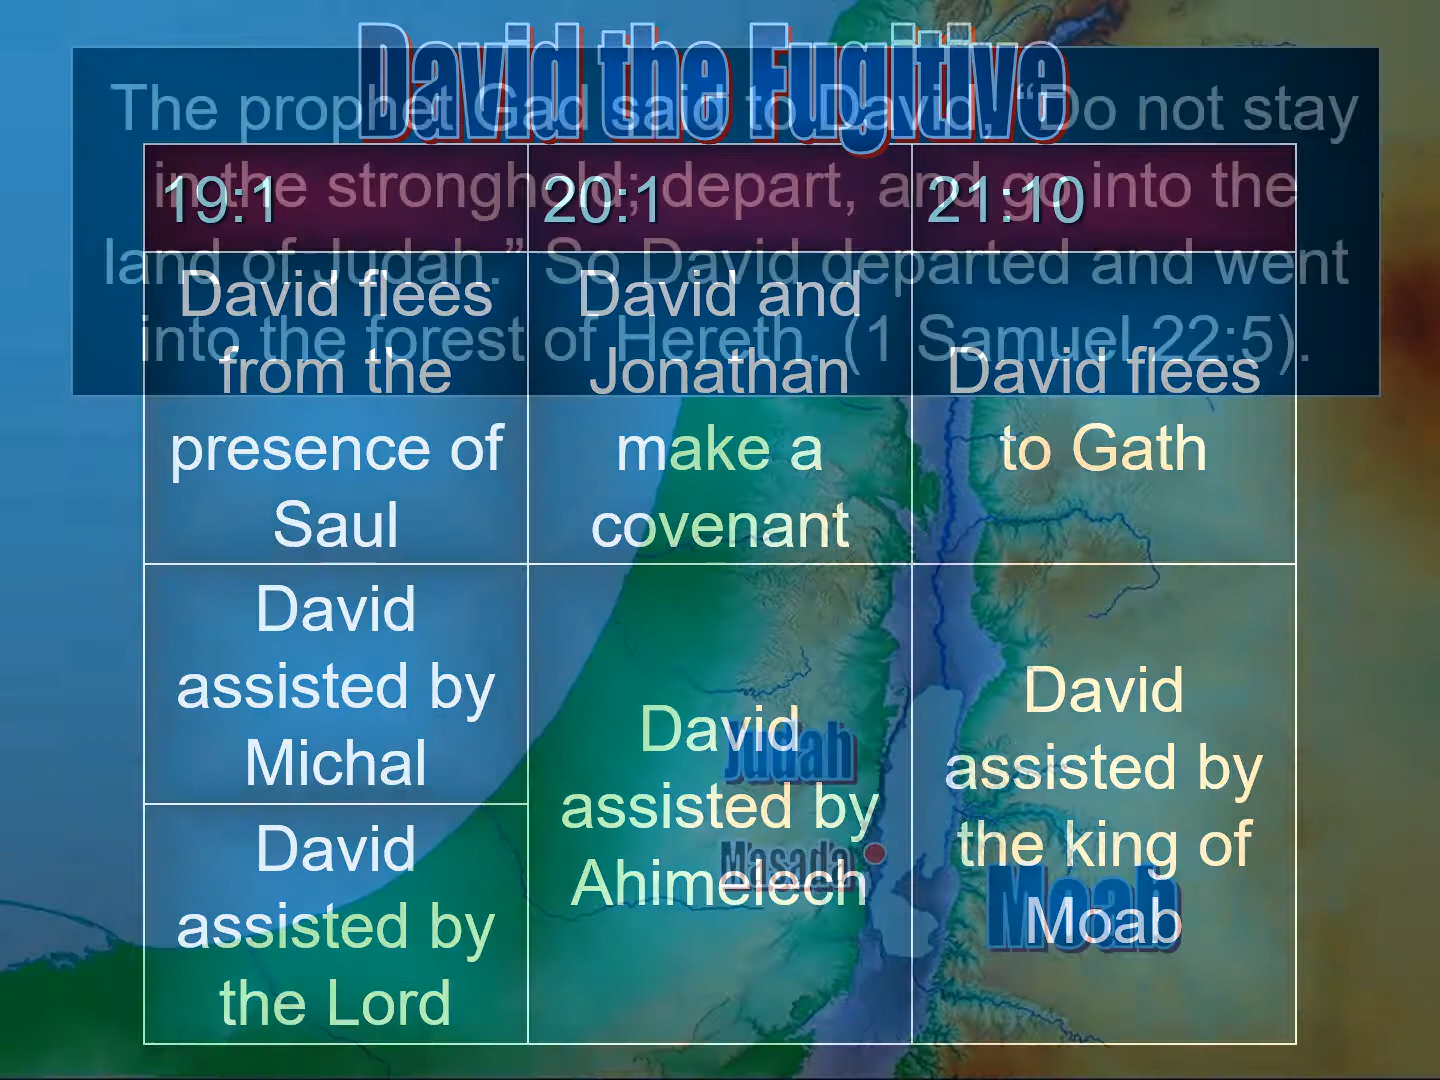 David the Fugitive
The prophet Gad said to David, “Do not stay
in the stronghold; depart, and go into the
land of Judah.” So David departed and went
into the forest of Hereth. (1 Samuel 22:5).
19:1
20:1
21:10
David flees
from the
presence of
Saul
David and
Jonathan
make a
covenant
David flees
to Gath
David
assisted by
Michal
David
assisted by
the Lord
David
assisted by
Ahimelech
David
assisted by
the king of
Moab
Judah
Masada
Moab